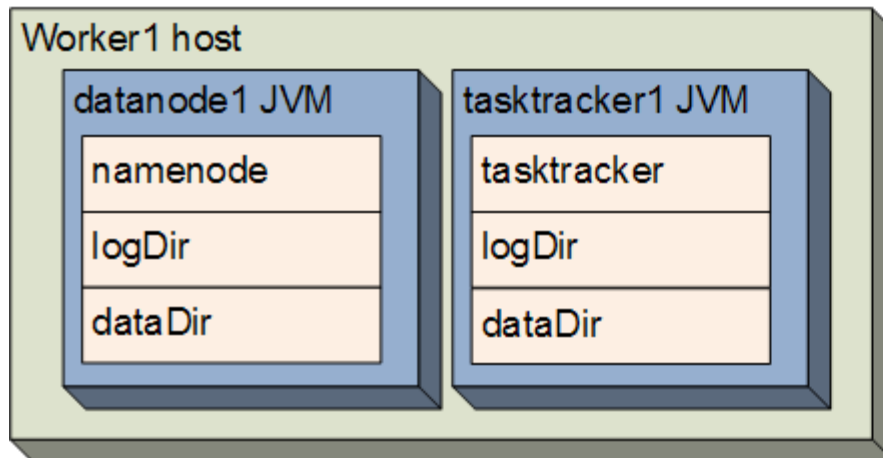 Worker1 host
datanode1 JVM
namenode
logDir
dataDir
tasktracker1 JVM
tasktracker
logDir
dataDir